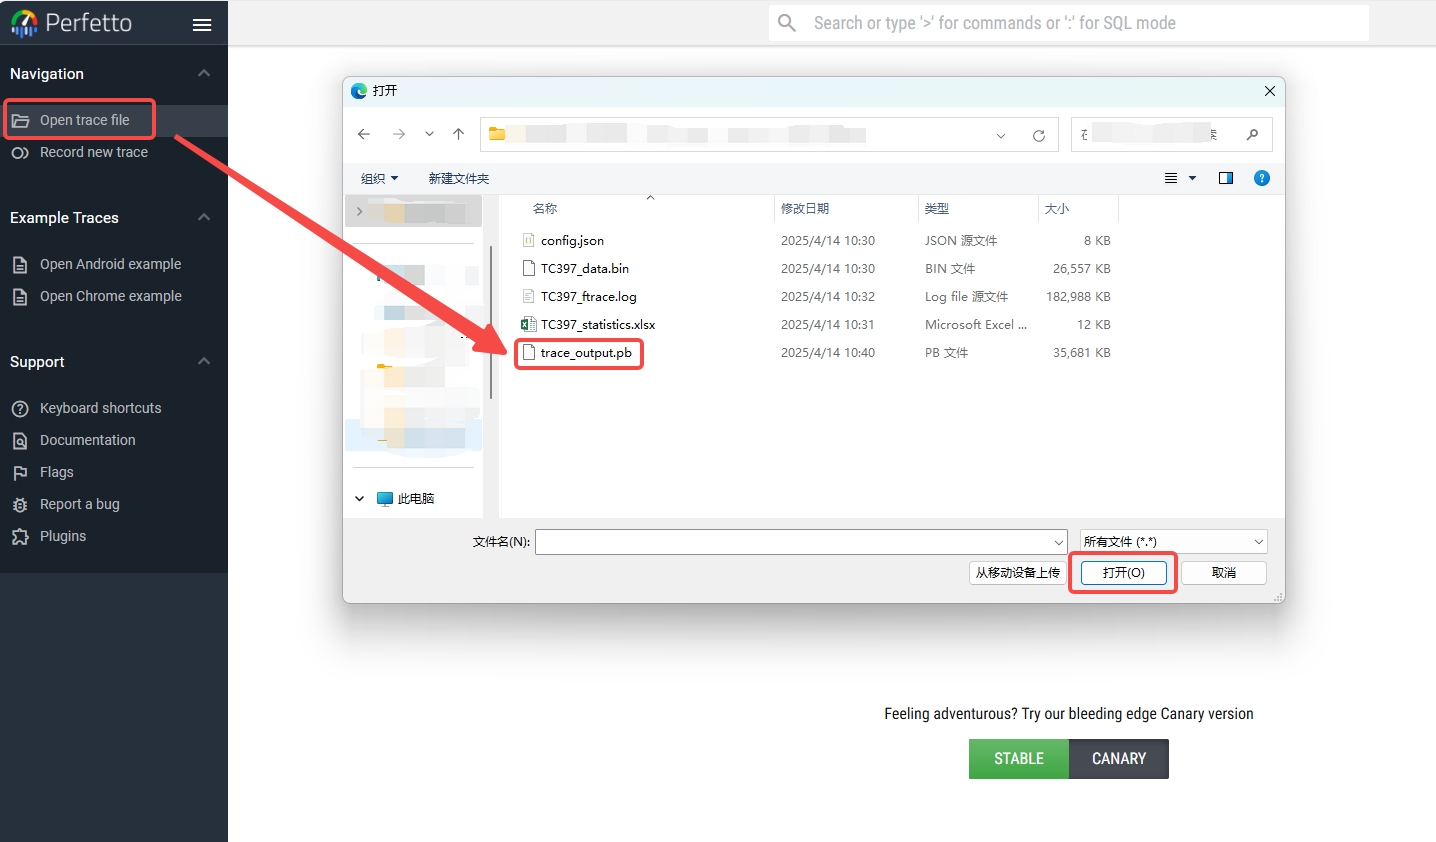 Perfetto
Search or type '>' for commands or ':' for SQL mode
Navigation
Open trace file
Record new trace
Example Traces
Open Android example
Open Chrome example
Support
Keyboard shortcuts
Documentation
Flags
Report a bug
Plugins
打开
组织 新建文件夹
名称 修改日期 类型 大小
config.json 2025/4/14 10:30 JSON 源文件 8 KB
TC397_data.bin 2025/4/14 10:30 BIN 文件 26,557 KB
TC397_ftrace.log 2025/4/14 10:32 Log file 源文件 182,988 KB
TC397_statistics.xlsx 2025/4/14 10:31 Microsoft Excel ... 12 KB
trace_output.pb 2025/4/14 10:40 PB 文件 35,681 KB
此电脑
文件名(N): 所有文件 (*.*)
从移动设备上传 打开(O) 取消
Feeling adventurous? Try our bleeding edge Canary version
STABLE CANARY